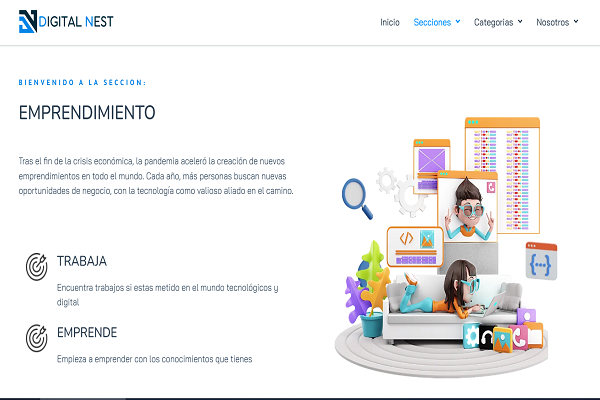 DIGITAL NEST
Inicio Secciones Categorias Nosotros
BIENVENIDO A LA SECCION:
EMPRENDIMIENTO
Tras el fin de la crisis económica, la pandemia aceleró la creación de nuevos
emprendimientos en todo el mundo. Cada año, más personas buscan nuevas
oportunidades de negocio, con la tecnología como valioso aliado en el camino.
TRABAJA
Encuentra trabajos si estas metido en el mundo tecnológicos y
digital
EMPRENDE
Empieza a emprender con los conocimientos que tienes